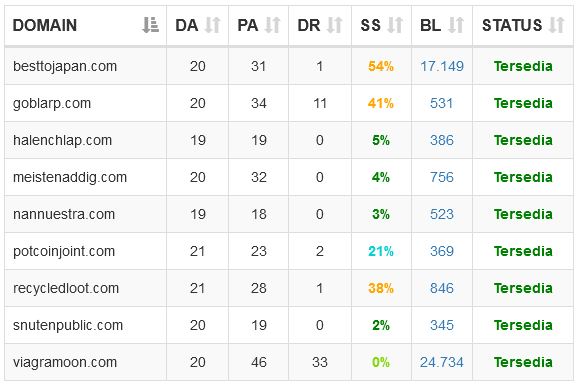 DOMAIN DA PA DR SS BL STATUS
besttojapan.com 20 31 1 54% 17.149 Tersedia
goblarp.com 20 34 11 41% 531 Tersedia
halenchlap.com 19 19 0 5% 386 Tersedia
meistenaddig.com 20 32 0 4% 756 Tersedia
nannuestra.com 19 18 0 3% 523 Tersedia
potcoinjoint.com 21 23 2 21% 369 Tersedia
recycledloot.com 21 28 1 38% 846 Tersedia
snutenpublic.com 20 19 0 2% 345 Tersedia
viagramoon.com 20 46 33 0% 24.734 Tersedia